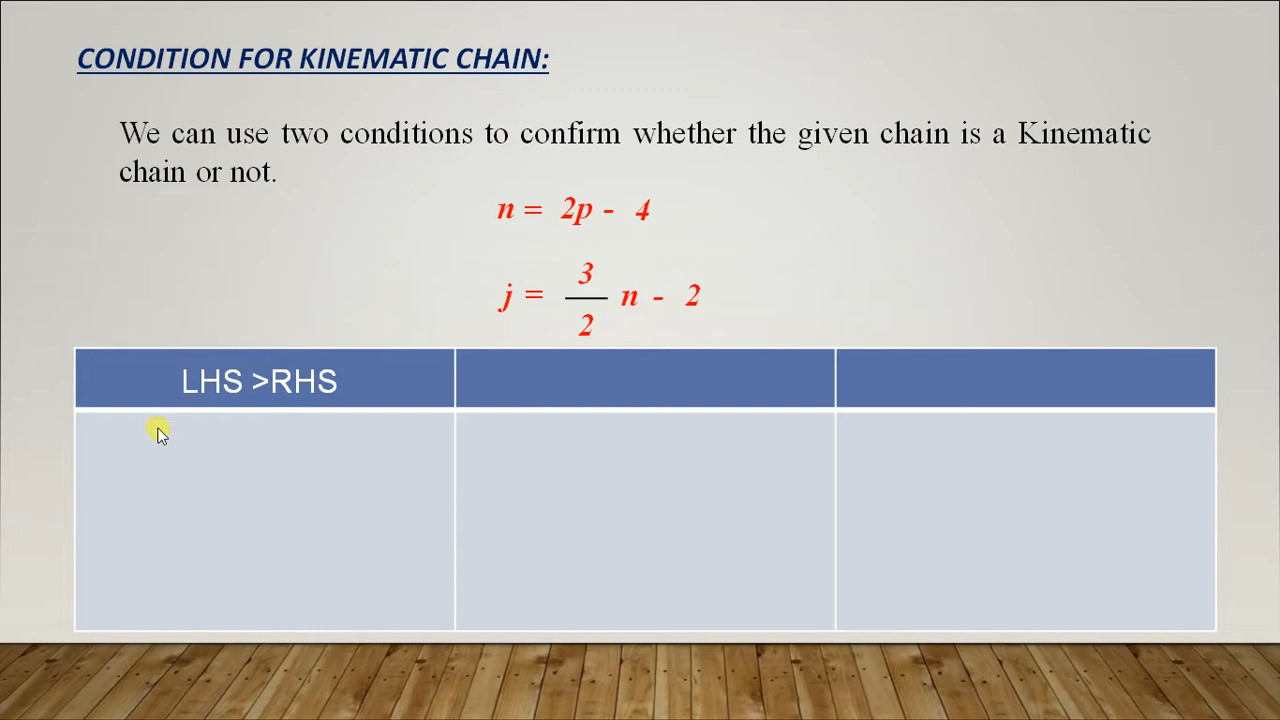 CONDITION FOR KINEMATIC CHAIN:
We can use two conditions to confirm whether the given chain is a Kinematic
chain or not.
n = 2p - 4
j = 3/2 n - 2
LHS >RHS